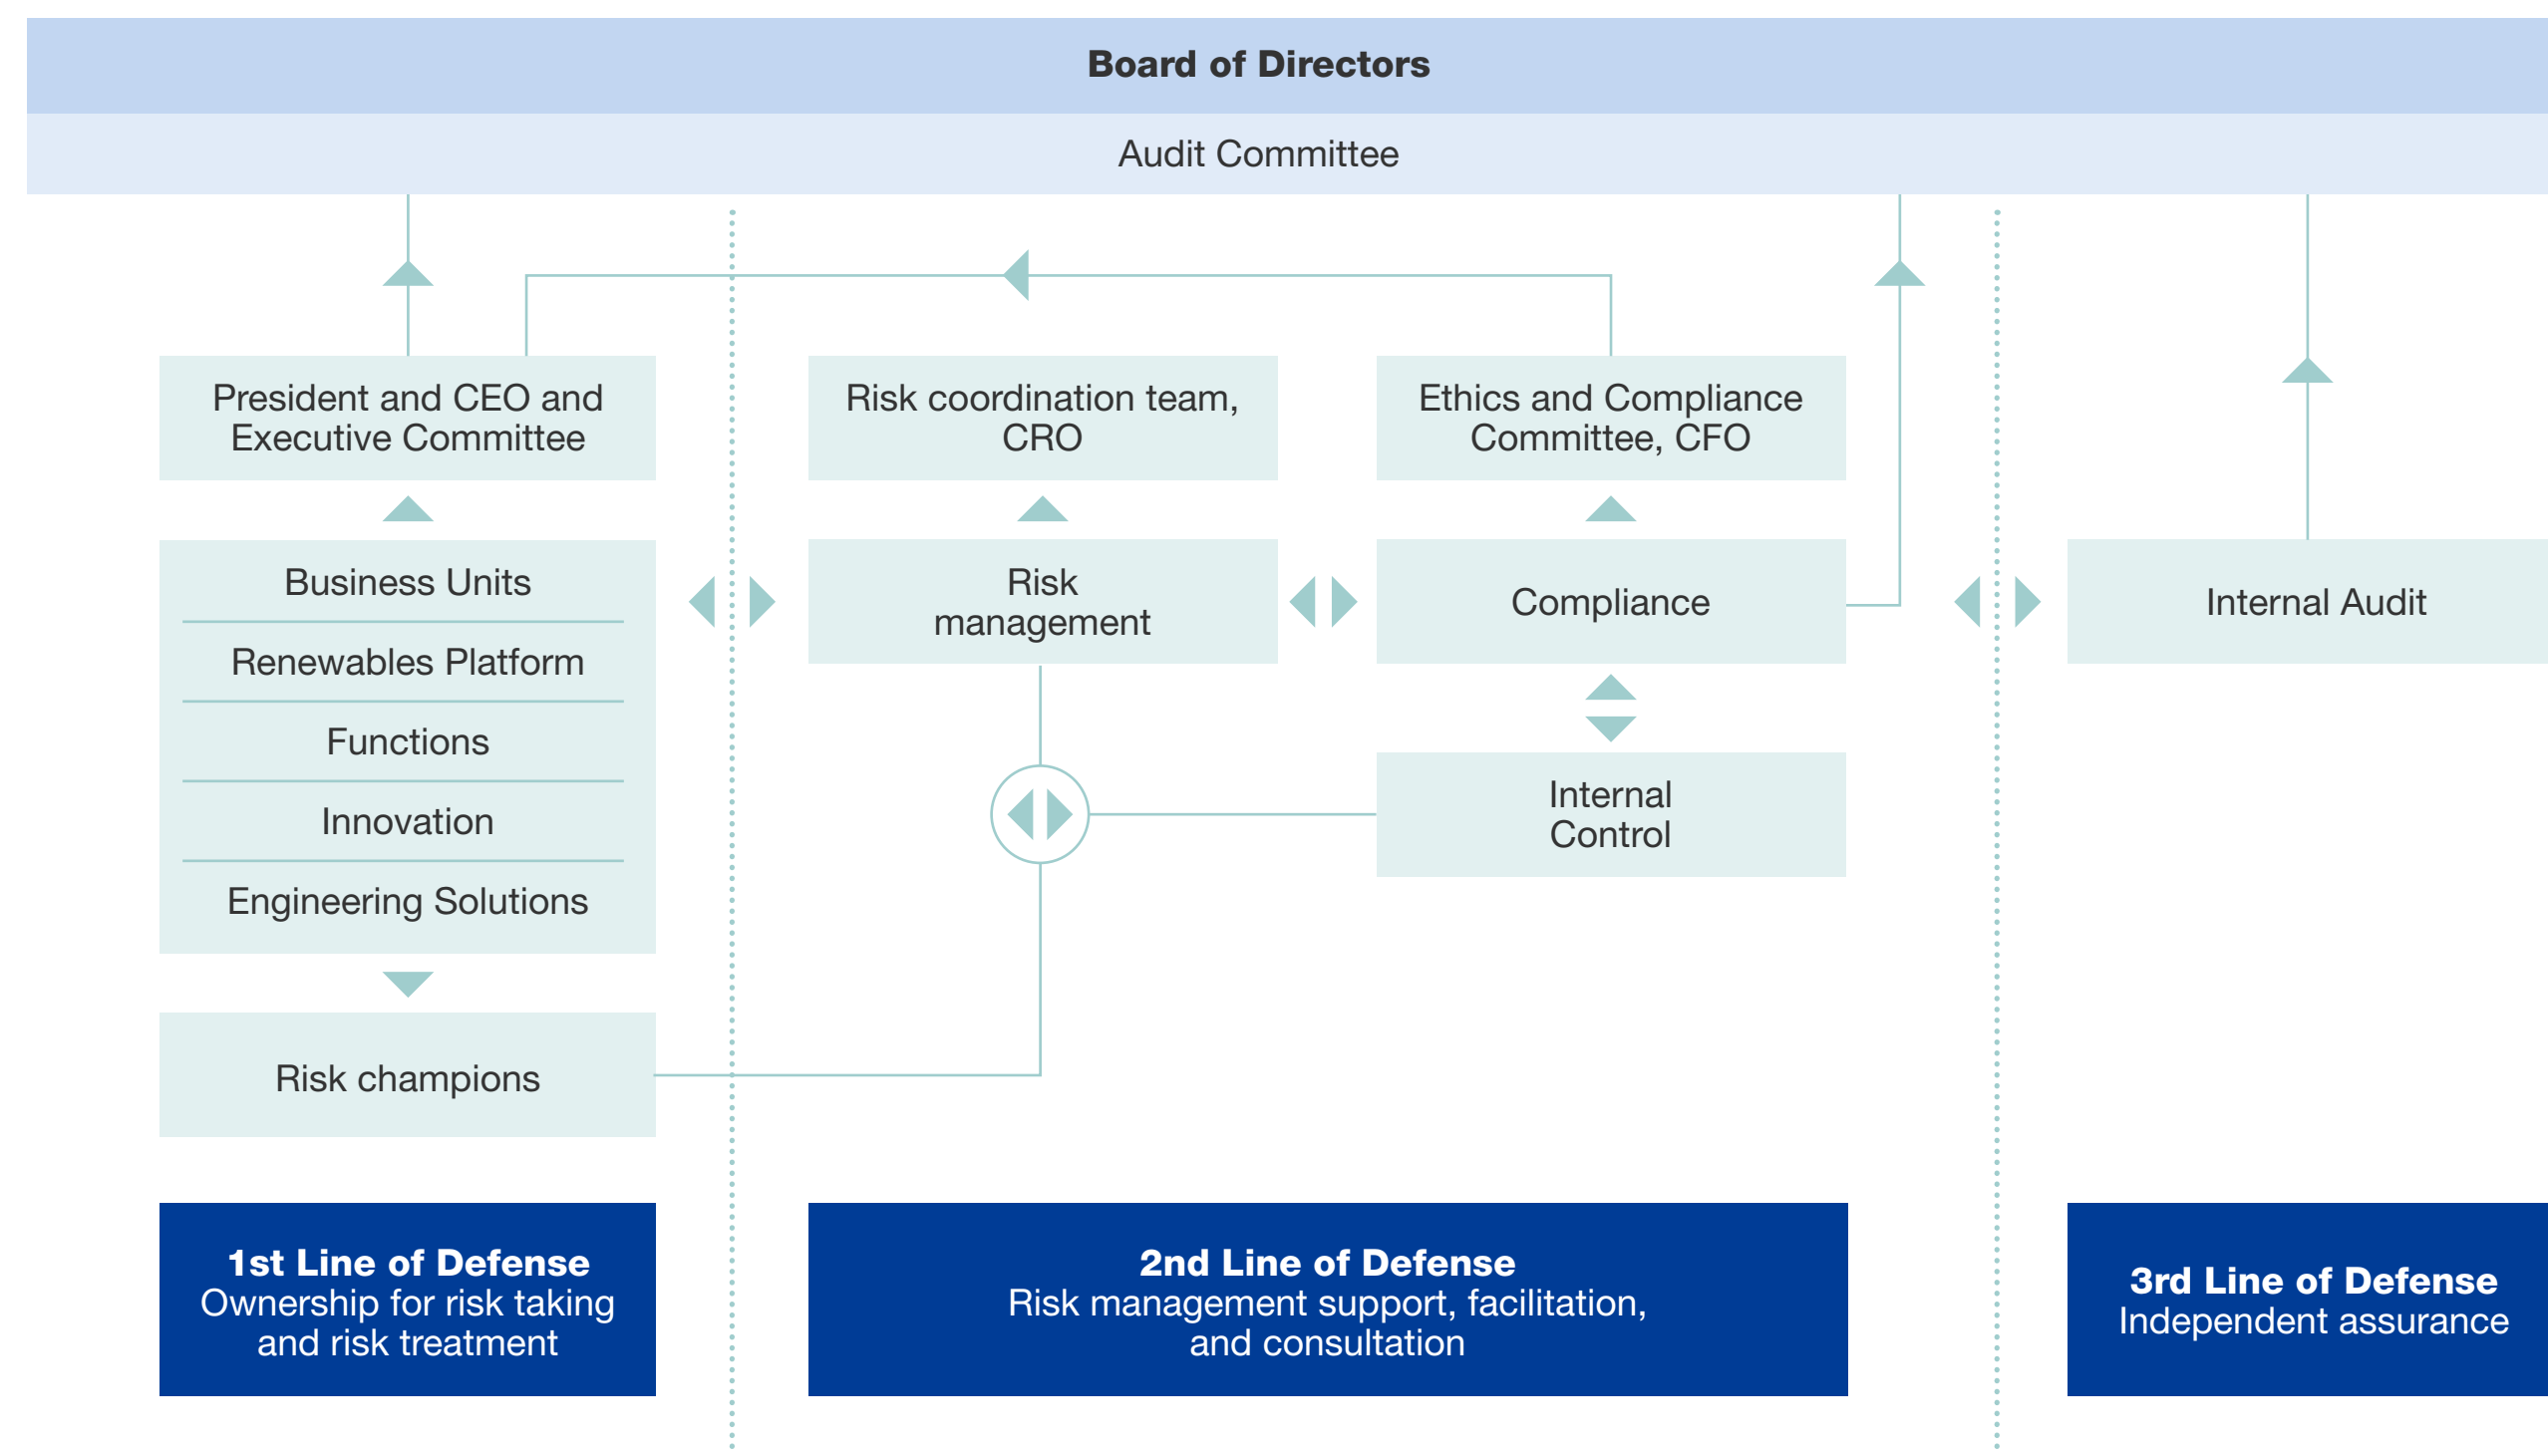 Board of Directors
Audit Committee
President and CEO and
Executive Committee
Risk coordination team,
CRO
Ethics and Compliance
Committee, CFO
Business Units
Renewables Platform
Functions
Innovation
Engineering Solutions
Risk
management
Compliance
Internal Audit
Internal
Control
Risk champions
1st Line of Defense
Ownership for risk taking
and risk treatment
2nd Line of Defense
Risk management support, facilitation,
and consultation
3rd Line of Defense
Independent assurance